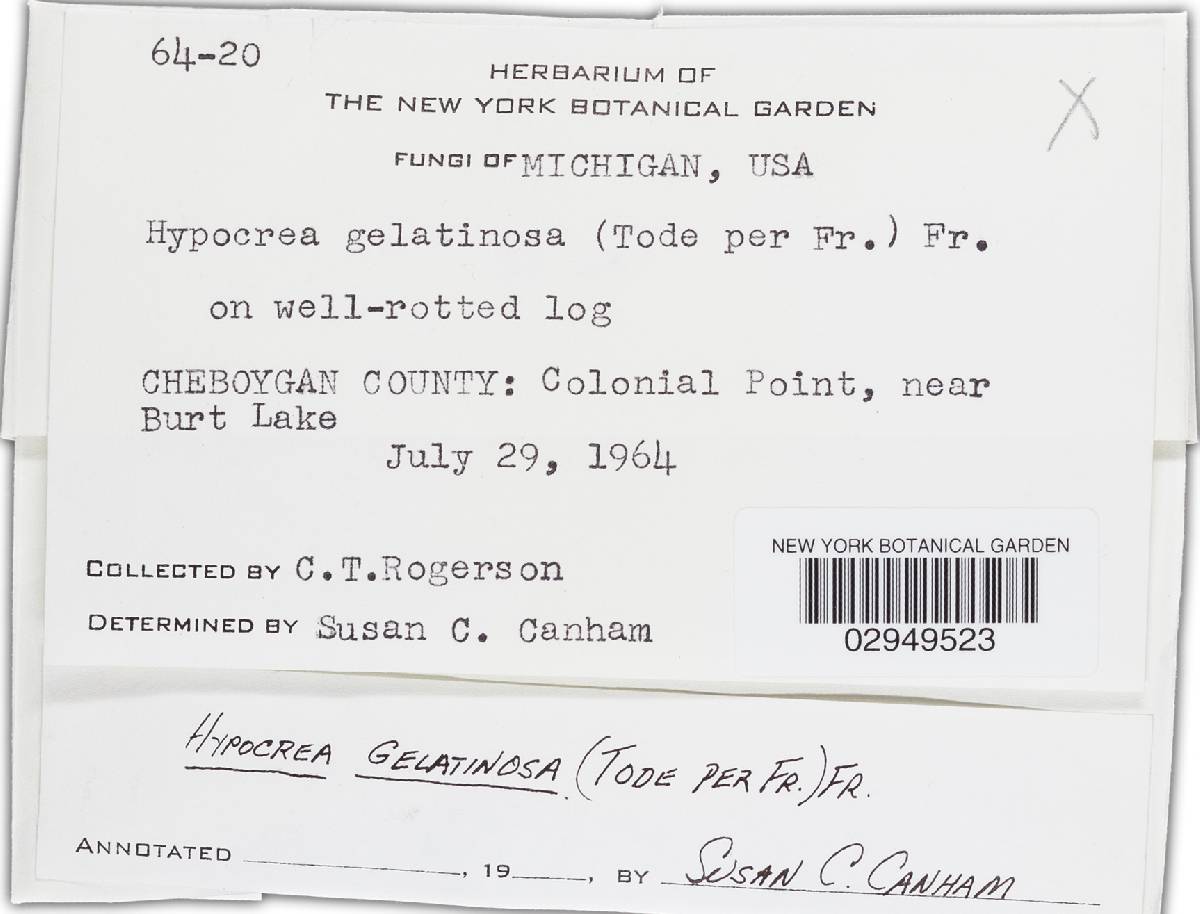 64-20
HERBARIUM OF
THE NEW YORK BOTANICAL GARDEN
X
FUNGI OF MICHIGAN, USA
Hypocrea gelatinosa (Tode per Fr.) Fr.
on well-rotted log
CHEBOYGAN COUNTY: Colonial Point, near
Burt Lake
July 29, 1964
COLLECTED BY C.T.Rogerson
DETERMINED BY Susan C. Canham
NEW YORK BOTANICAL GARDEN
02949523
HYPOCREA GELATINOSA (TODE PER FR.) FR.
ANNOTATED ____________, 19____, BY SUSAN C. CANHAM